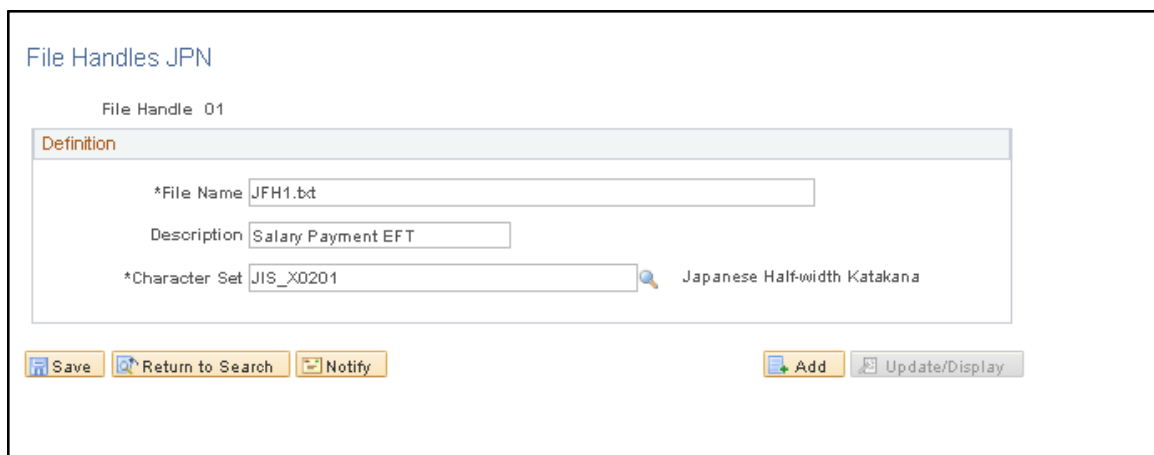 File Handles JPN
File Handle 01
Definition
*File Name JFH1.txt
Description Salary Payment EFT
*Character Set JIS_X0201 Japanese Half-width Katakana
Save Return to Search Notify Add Update/Display